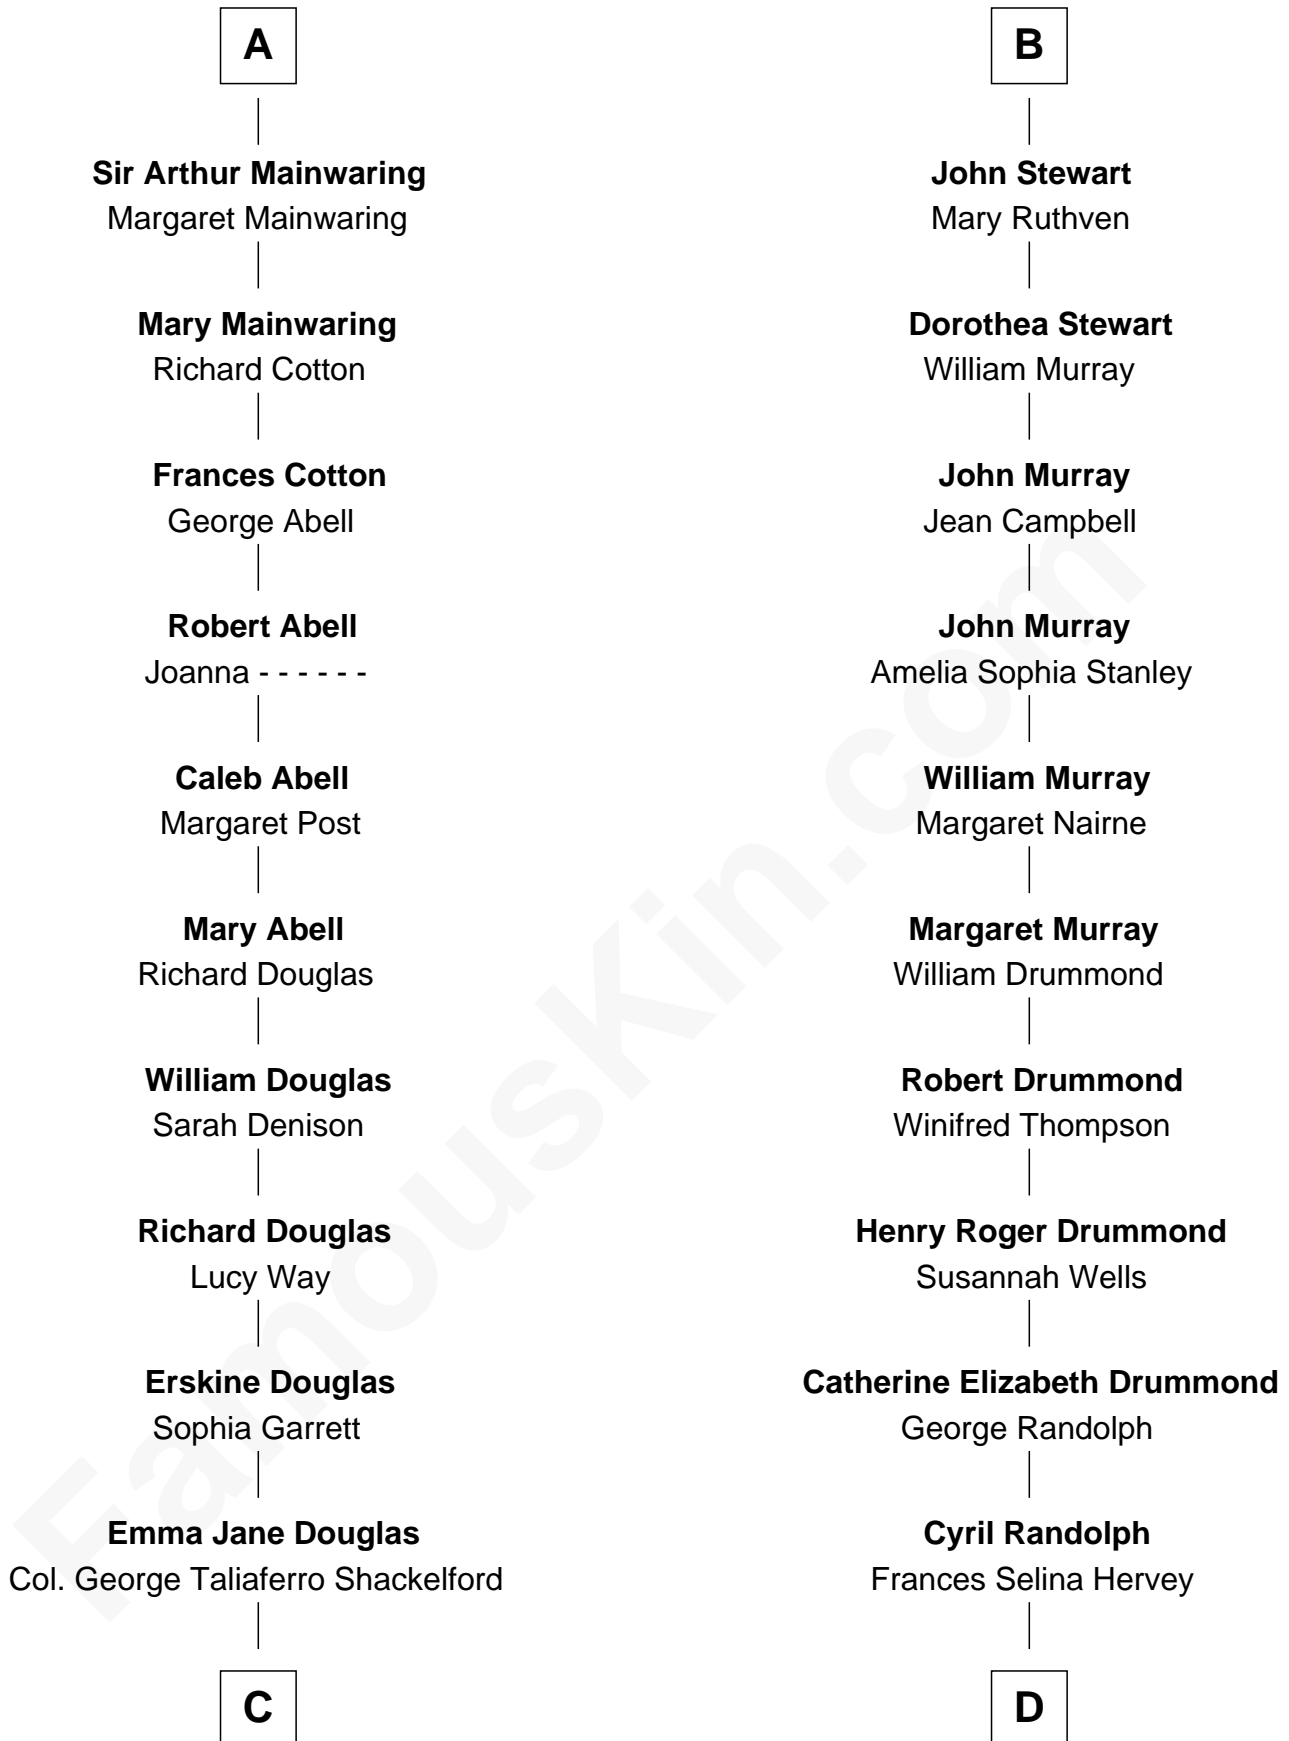 A
Sir Arthur Mainwaring
Margaret Mainwaring
Mary Mainwaring
Richard Cotton
Frances Cotton
George Abell
Robert Abell
Joanna - - - - - -
Caleb Abell
Margaret Post
Mary Abell
Richard Douglas
William Douglas
Sarah Denison
Richard Douglas
Lucy Way
Erskine Douglas
Sophia Garrett
Emma Jane Douglas
Col. George Taliaferro Shackelford
C
B
John Stewart
Mary Ruthven
Dorothea Stewart
William Murray
John Murray
Jean Campbell
John Murray
Amelia Sophia Stanley
William Murray
Margaret Nairne
Margaret Murray
William Drummond
Robert Drummond
Winifred Thompson
Henry Roger Drummond
Susannah Wells
Catherine Elizabeth Drummond
George Randolph
Cyril Randolph
Frances Selina Hervey
D
FamousKin.com